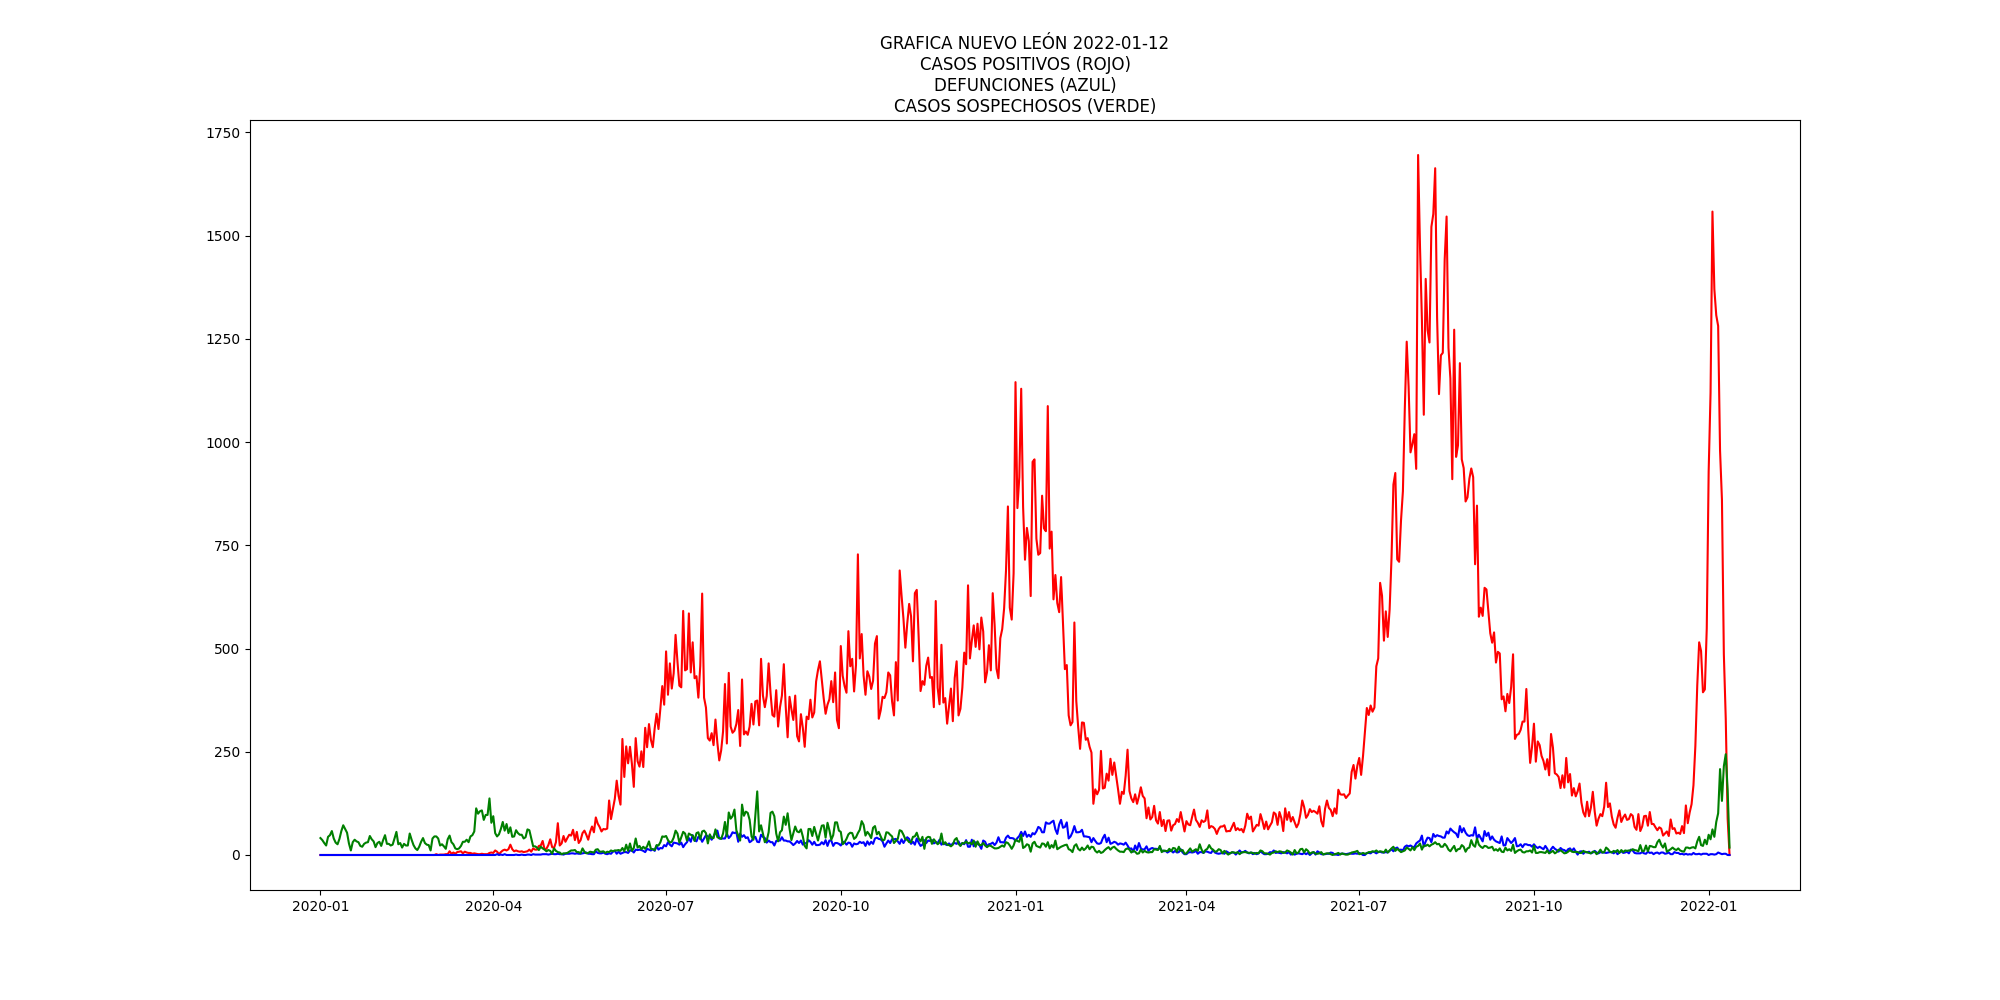 GRAFICA NUEVO LEÓN 2022-01-12
CASOS POSITIVOS (ROJO)
DEFUNCIONES (AZUL)
CASOS SOSPECHOSOS (VERDE)
1750
1500
1250
1000
750
500
250
0
2020-01 2020-04 2020-07 2020-10 2021-01 2021-04 2021-07 2021-10 2022-01